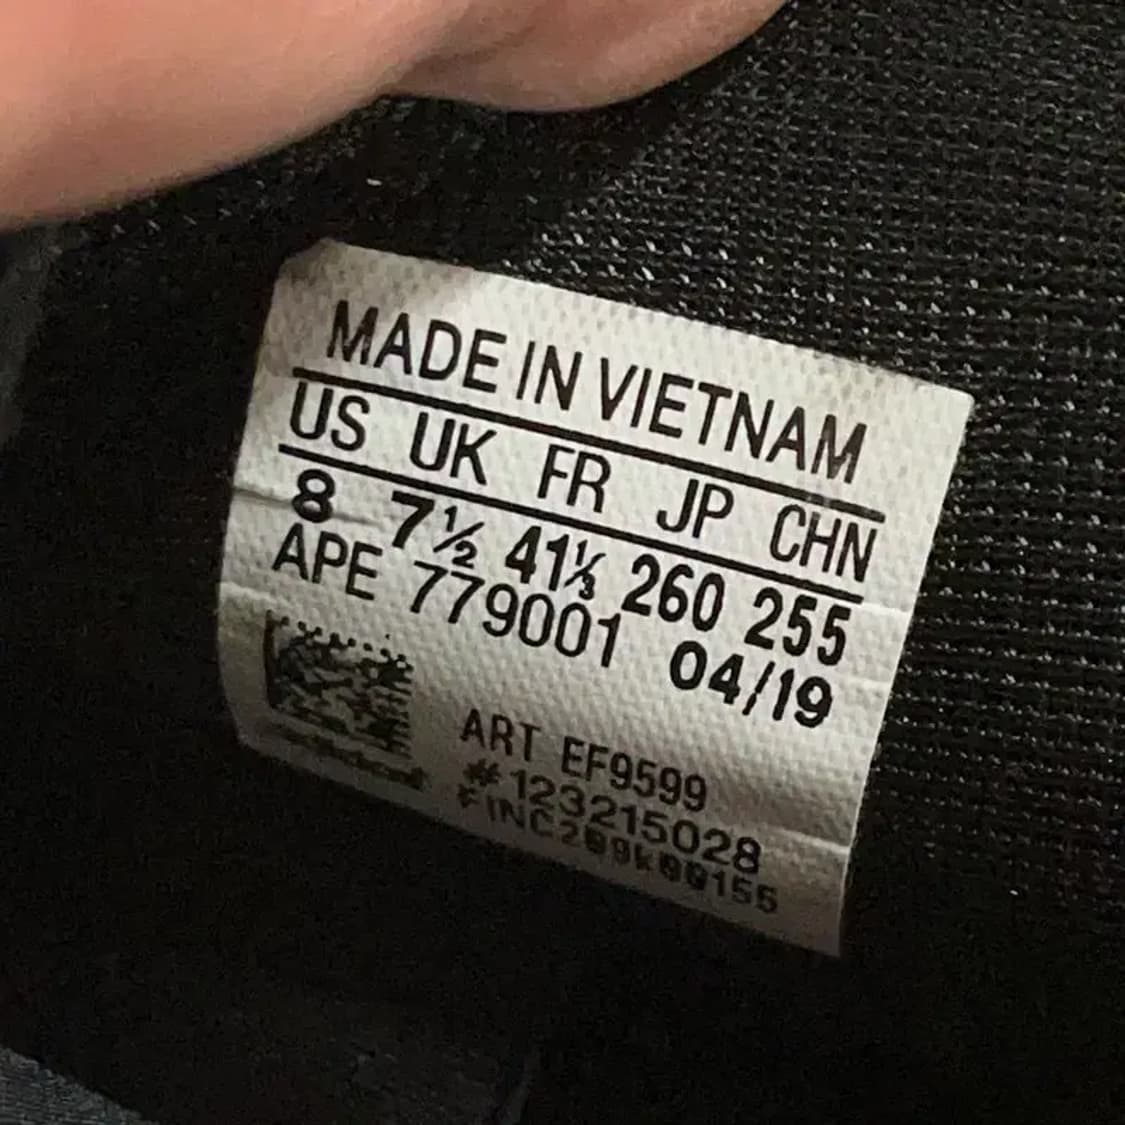 MADE IN VIETNAM
US UK FR JP CHN
8 7½ 41⅓ 260 255
APE 779001 04/19
ART EF9599
# 123215028